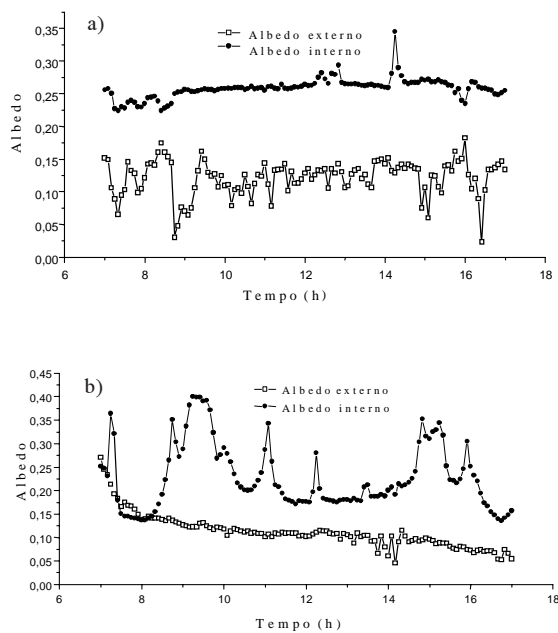 a)
Albedo externo
Albedo interno
0,35
0,30
0,25
0,20
0,15
0,10
0,05
0,00
Albedo
6 8 10 12 14 16 18
Tempo (h)
b)
Albedo externo
Albedo interno
0,45
0,40
0,35
0,30
0,25
0,20
0,15
0,10
0,05
0,00
Albedo
6 8 10 12 14 16 18
Tempo (h)